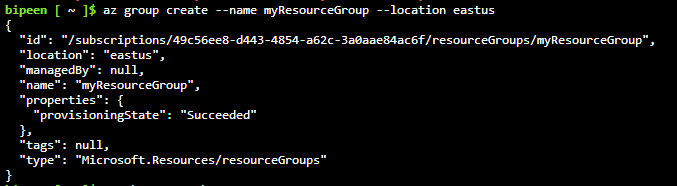 bipeen [ ~ ]$ az group create --name myResourceGroup --location eastus
{
  "id": "/subscriptions/49c56ee8-d443-4854-a62c-3a0aae84ac6f/resourceGroups/myResourceGroup",
  "location": "eastus",
  "managedBy": null,
  "name": "myResourceGroup",
  "properties": {
    "provisioningState": "Succeeded"
  },
  "tags": null,
  "type": "Microsoft.Resources/resourceGroups"
}